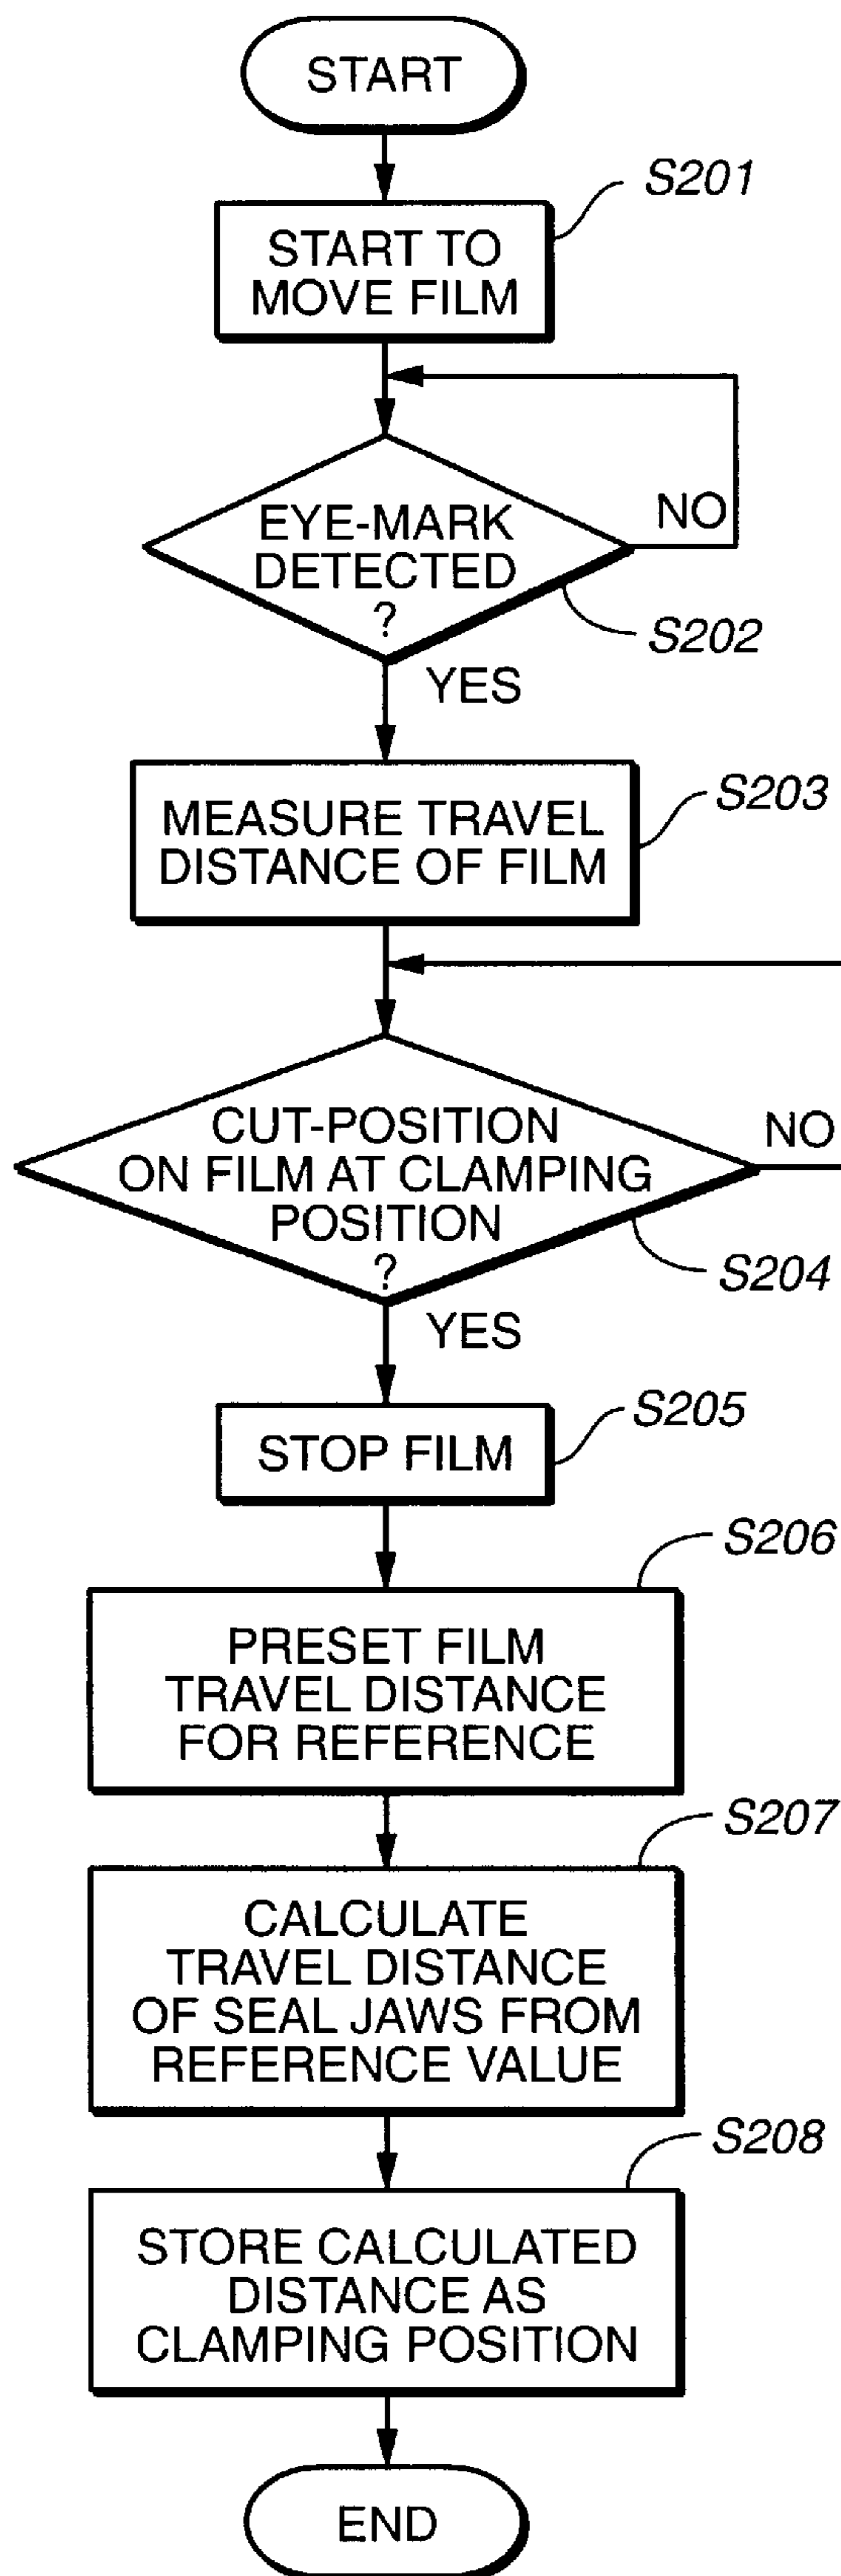 START
S201
START TO
MOVE FILM
NO
EYE-MARK
DETECTED
?
S202
YES
S203
MEASURE TRAVEL
DISTANCE OF FILM
NO
CUT-POSITION
ON FILM AT CLAMPING
POSITION
?
S204
YES
S205
STOP FILM
S206
PRESET FILM
TRAVEL DISTANCE
FOR REFERENCE
S207
CALCULATE
TRAVEL DISTANCE
OF SEAL JAWS FROM
REFERENCE VALUE
S208
STORE CALCULATED
DISTANCE AS
CLAMPING POSITION
END